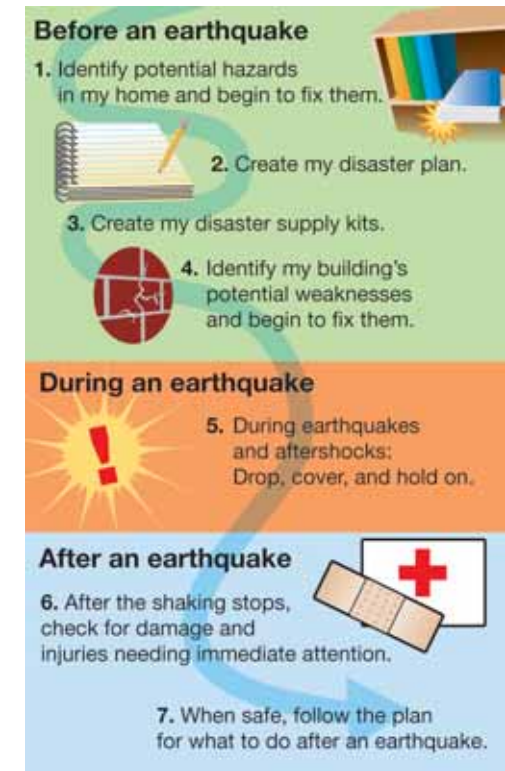 Before an earthquake
1. Identify potential hazards
in my home and begin to fix them.
2. Create my disaster plan.
3. Create my disaster supply kits.
4. Identify my building's
potential weaknesses
and begin to fix them.
During an earthquake
5. During earthquakes
and aftershocks:
Drop, cover, and hold on.
After an earthquake
6. After the shaking stops,
check for damage and
injuries needing immediate attention.
7. When safe, follow the plan
for what to do after an earthquake.